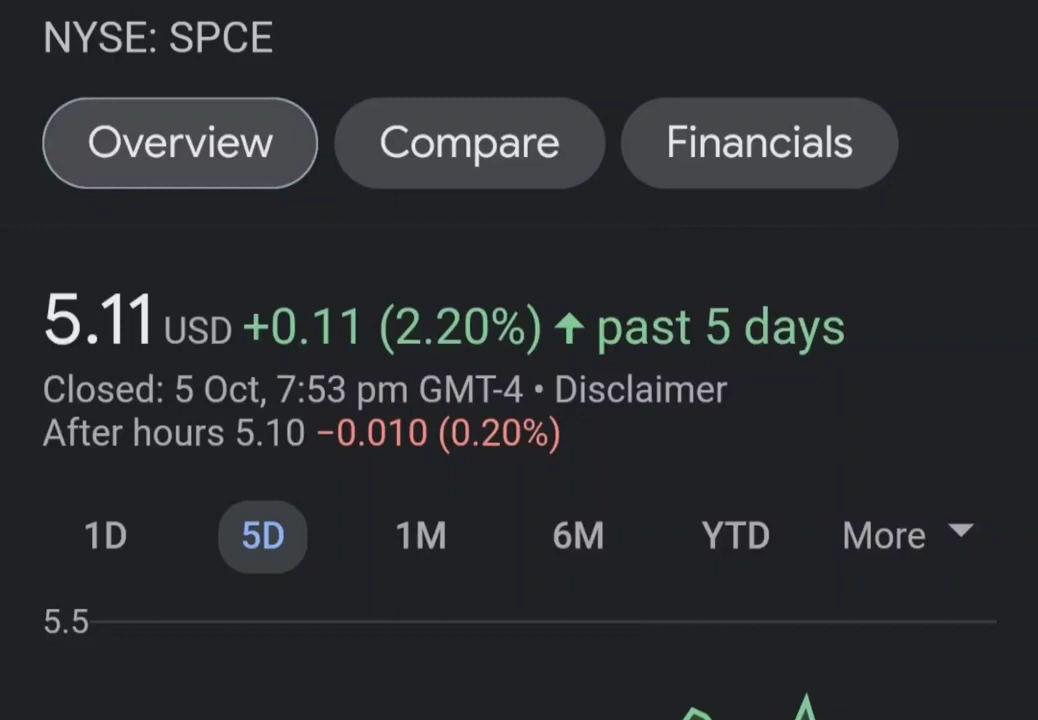 NYSE: SPCE
Overview Compare Financials
5.11 USD +0.11 (2.20%) ↑ past 5 days
Closed: 5 Oct, 7:53 pm GMT-4 • Disclaimer
After hours 5.10 −0.010 (0.20%)
1D 5D 1M 6M YTD More
5.5